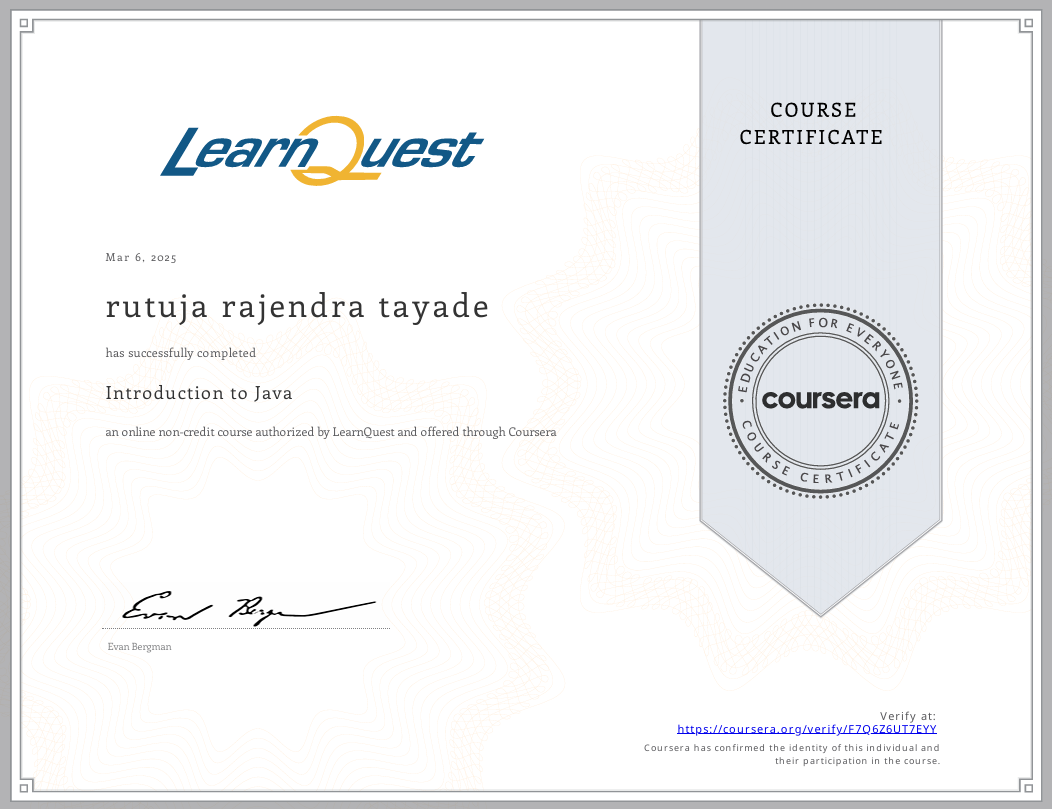 LearnQuest
COURSE
CERTIFICATE
Mar 6, 2025
rutuja rajendra tayade
has successfully completed
Introduction to Java
an online non-credit course authorized by LearnQuest and offered through Coursera
EDUCATION FOR EVERYONE
coursera
COURSE CERTIFICATE
Evan Bergman
Evan Bergman
Verify at:
https://coursera.org/verify/F7Q6Z6UT7EYY
Coursera has confirmed the identity of this individual and
their participation in the course.